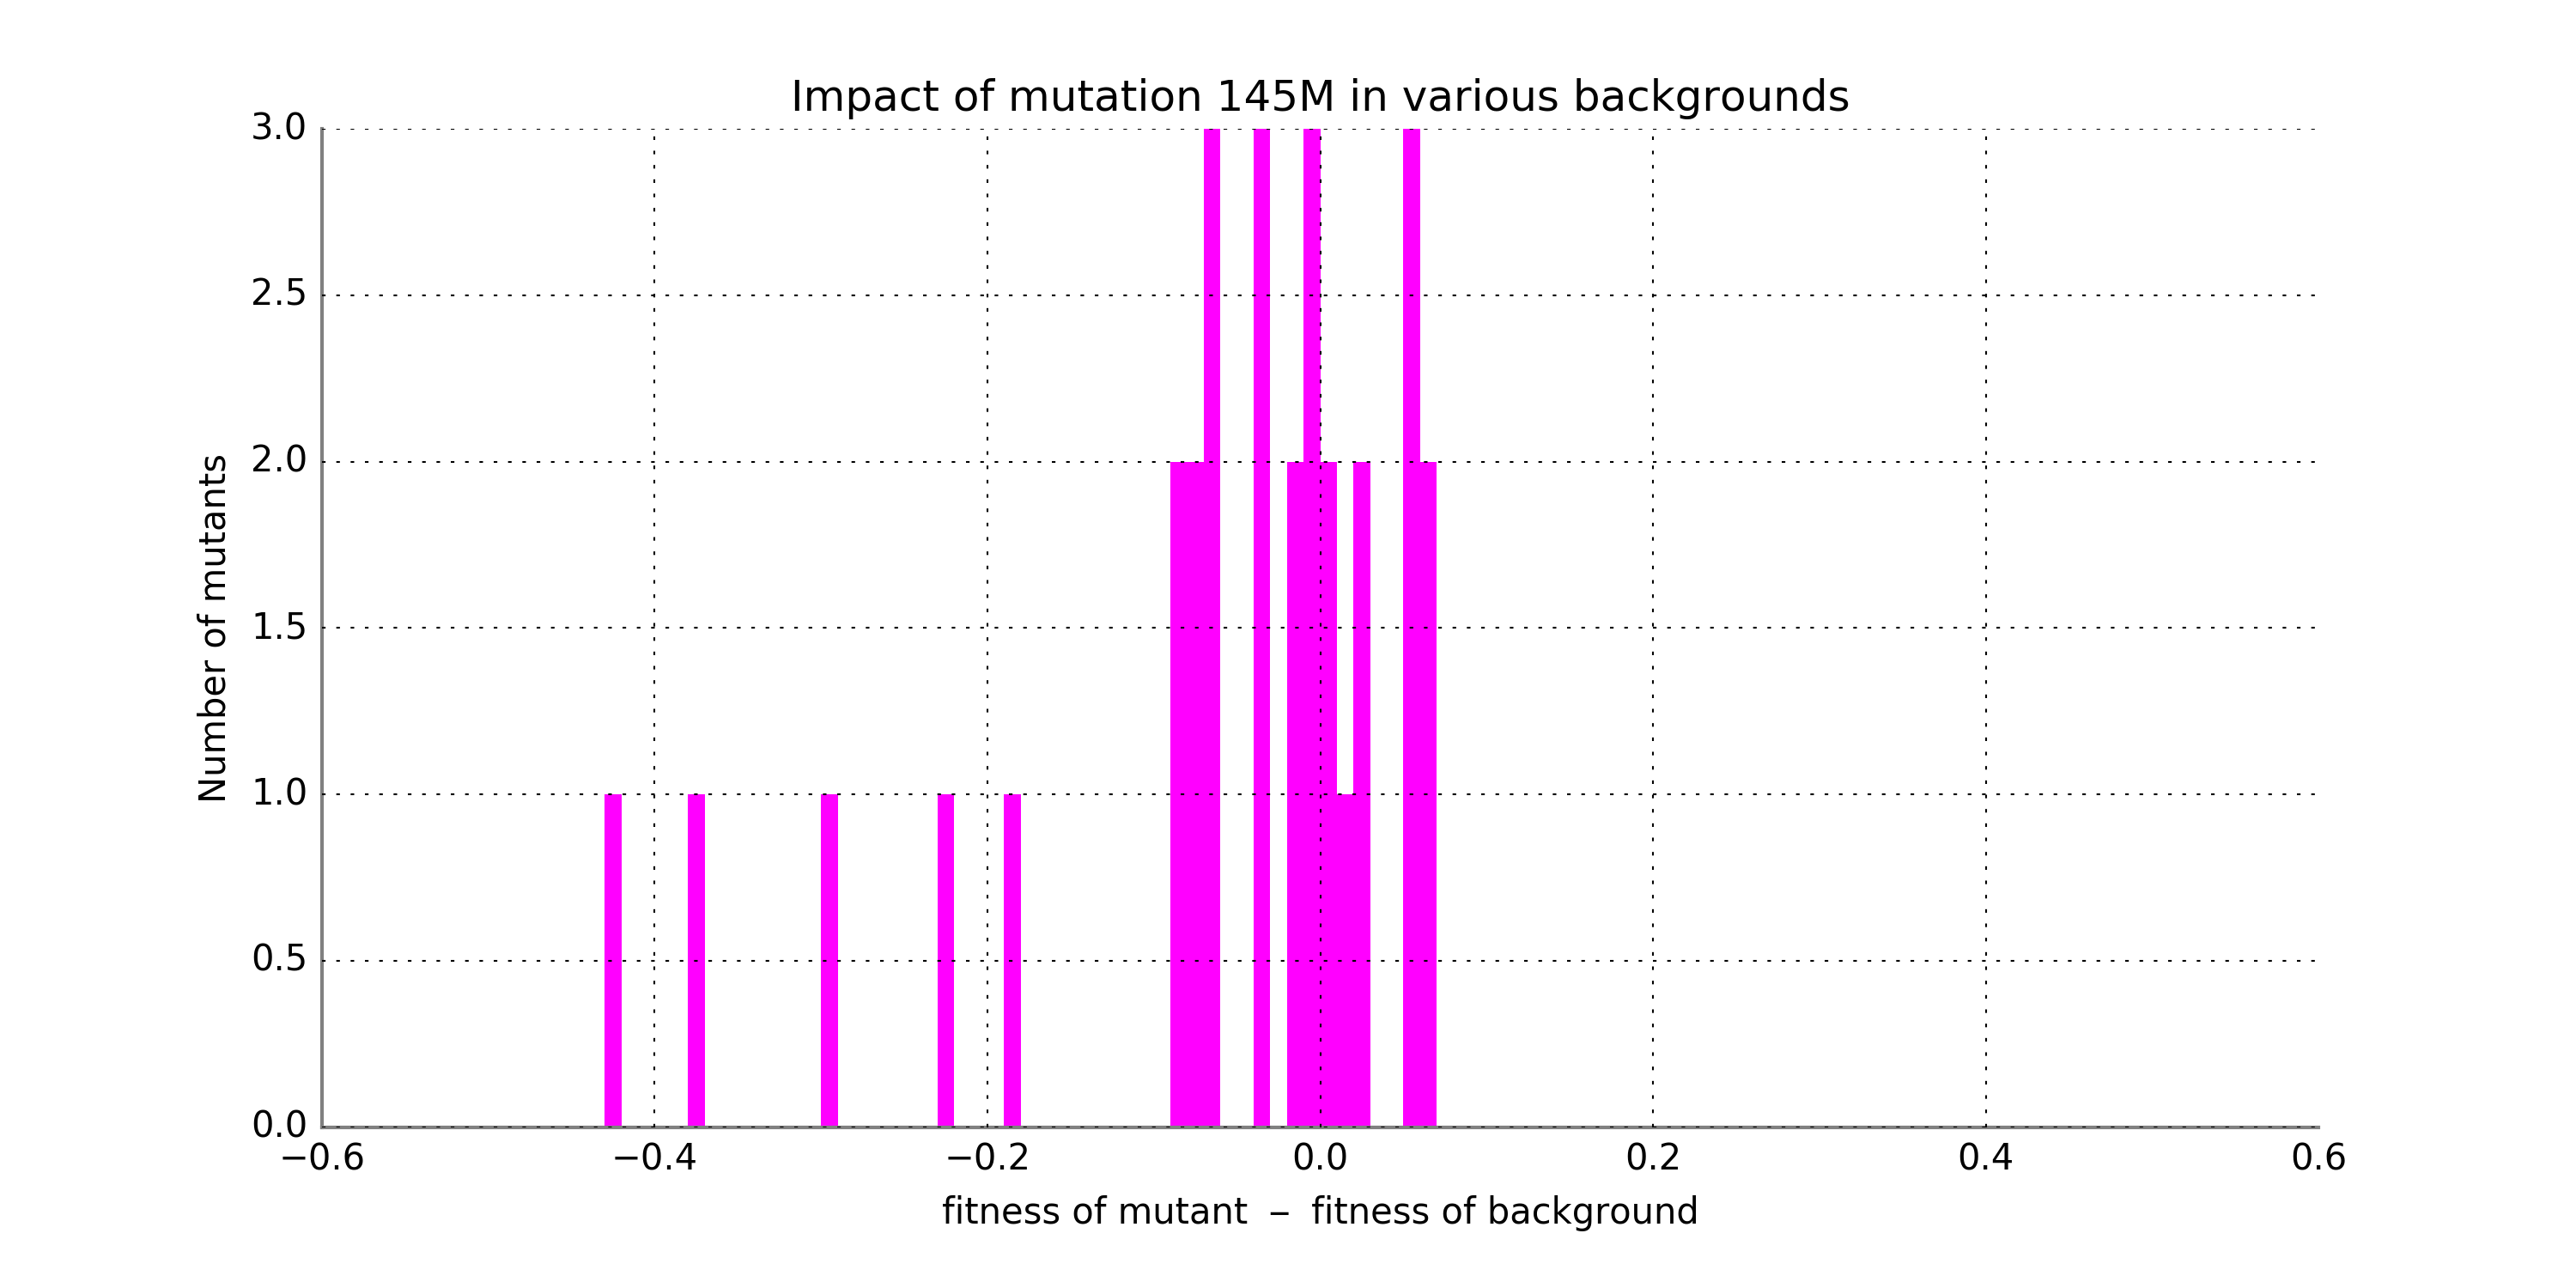 Impact of mutation 145M in various backgrounds
3.0
2.5
2.0
1.5
1.0
0.5
0.0
Number of mutants
−0.6 −0.4 −0.2 0.0 0.2 0.4 0.6
fitness of mutant − fitness of background